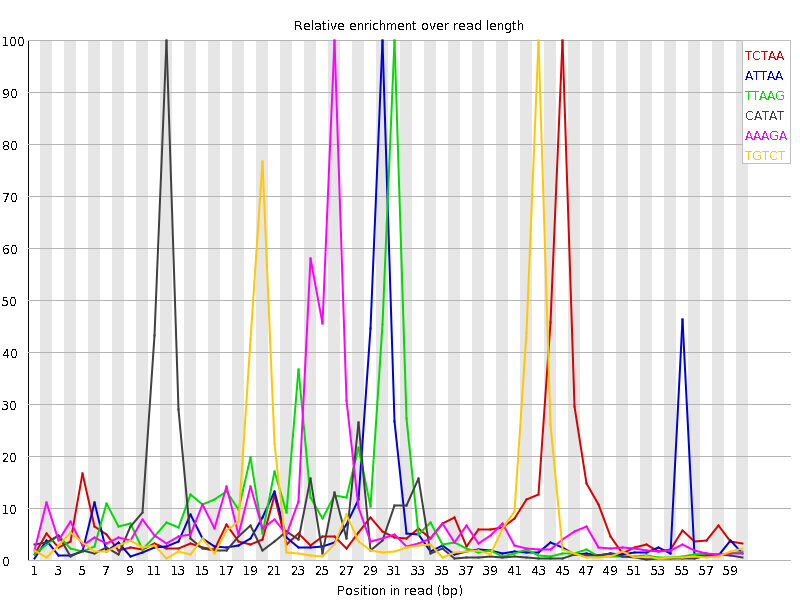 Relative enrichment over read length
100
90
80
70
60
50
40
30
20
10
0
TCTAA
ATTAA
TTAAG
CATAT
AAAGA
TGTCT
1 3 5 7 9 11 13 15 17 19 21 23 25 27 29 31 33 35 37 39 41 43 45 47 49 51 53 55 57 59
Position in read (bp)